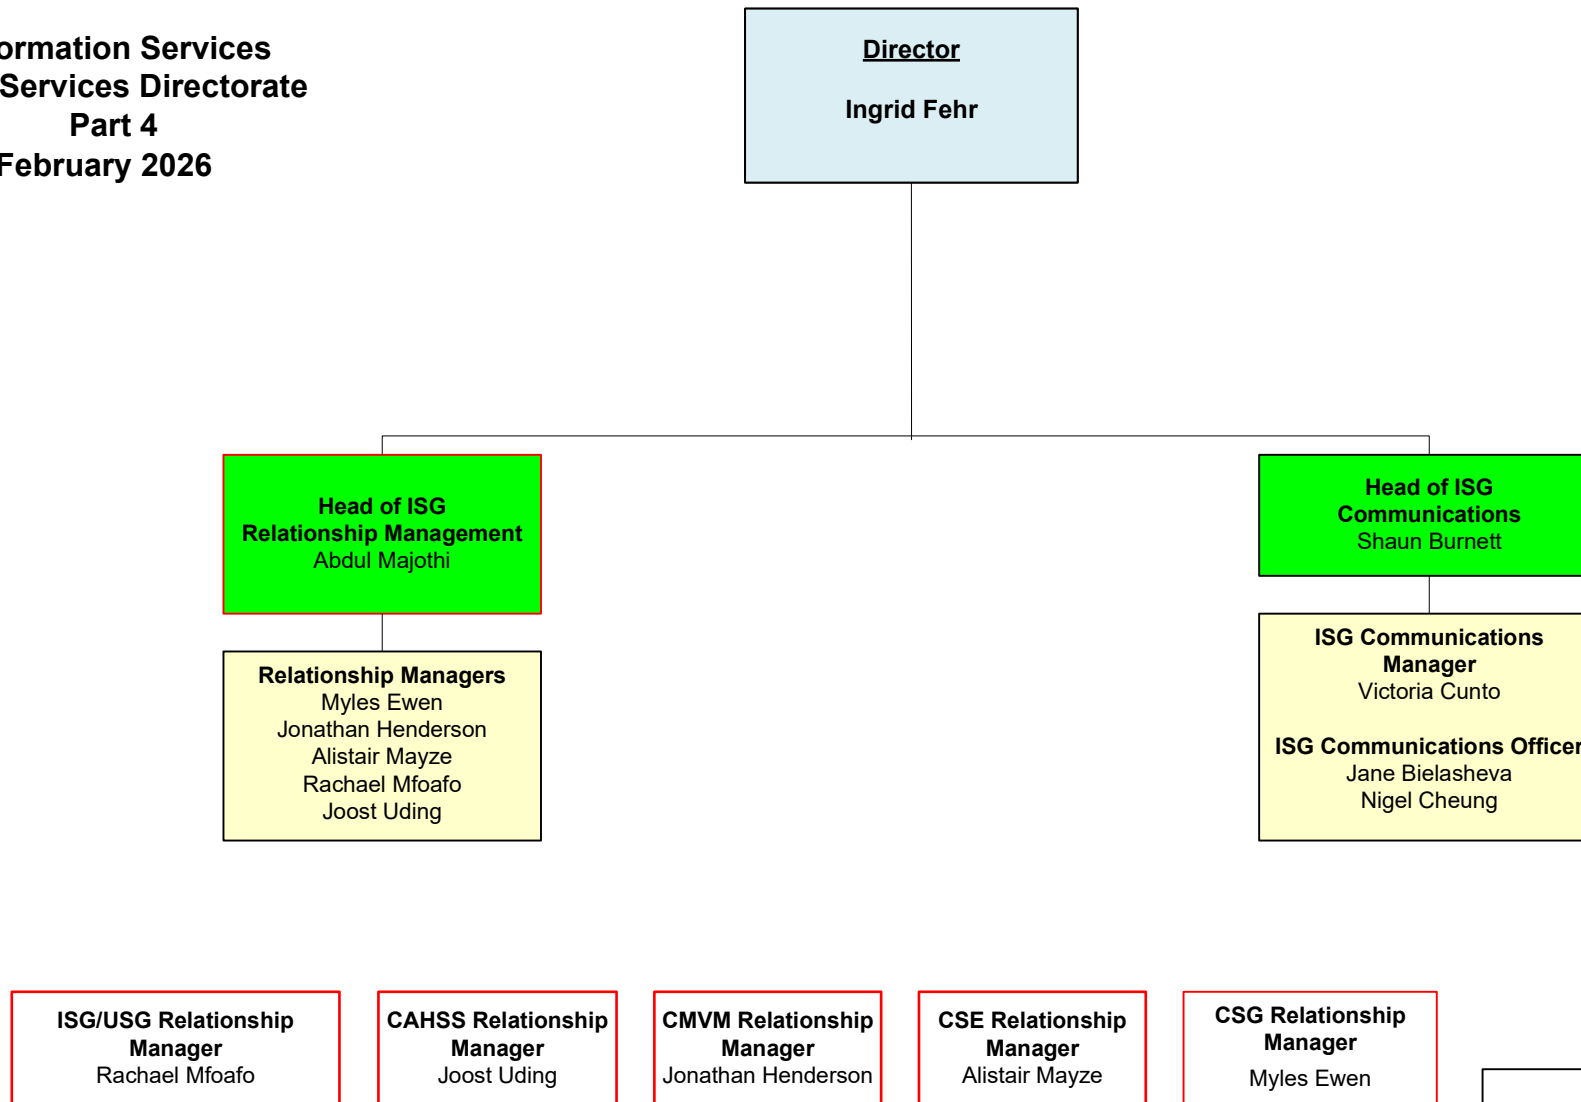 ormation Services
Services Directorate
Part 4
February 2026
Director
Ingrid Fehr
Head of ISG
Relationship Management
Abdul Majothi
Head of ISG
Communications
Shaun Burnett
Relationship Managers
Myles Ewen
Jonathan Henderson
Alistair Mayze
Rachael Mfoafo
Joost Uding
ISG Communications
Manager
Victoria Cunto
ISG Communications Officer
Jane Bielasheva
Nigel Cheung
ISG/USG Relationship
Manager
Rachael Mfoafo
CAHSS Relationship
Manager
Joost Uding
CMVM Relationship
Manager
Jonathan Henderson
CSE Relationship
Manager
Alistair Mayze
CSG Relationship
Manager
Myles Ewen